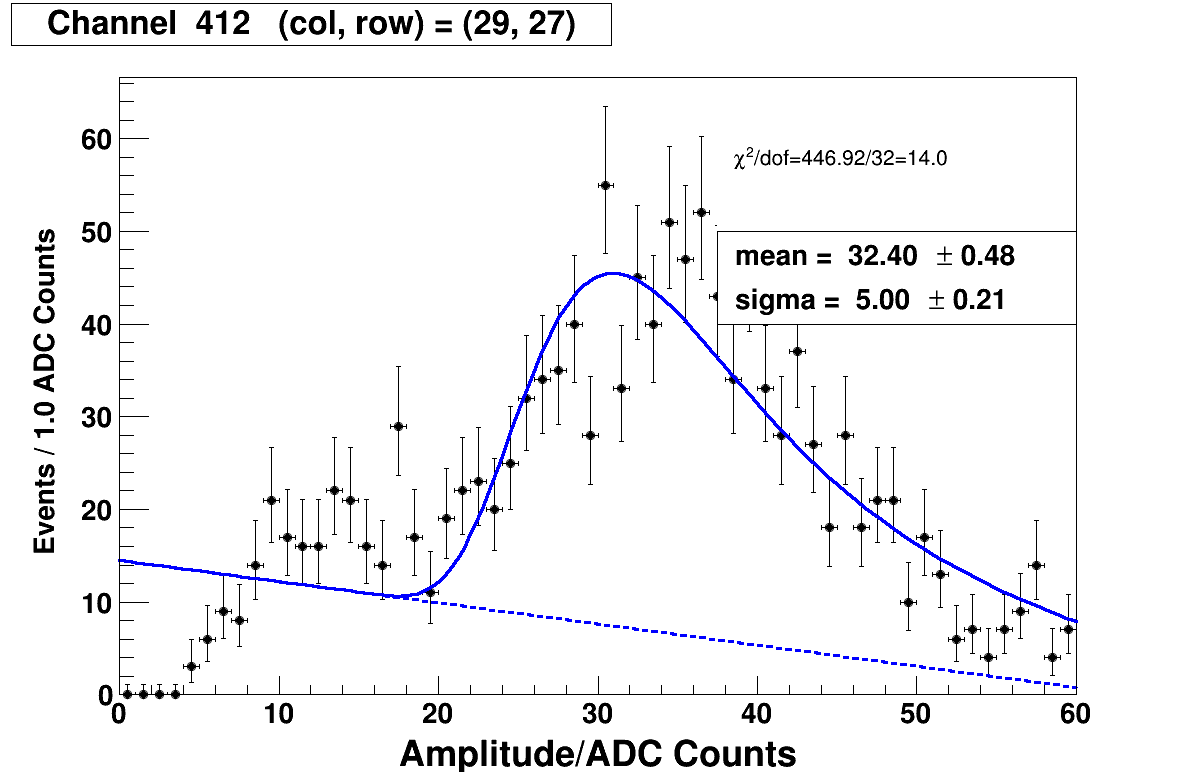 Channel 412 (col, row) = (29, 27)
χ²/dof=446.92/32=14.0
mean = 32.40 ± 0.48
sigma = 5.00 ± 0.21
Events / 1.0 ADC Counts
60
50
40
30
20
10
0
0 10 20 30 40 50 60
Amplitude/ADC Counts